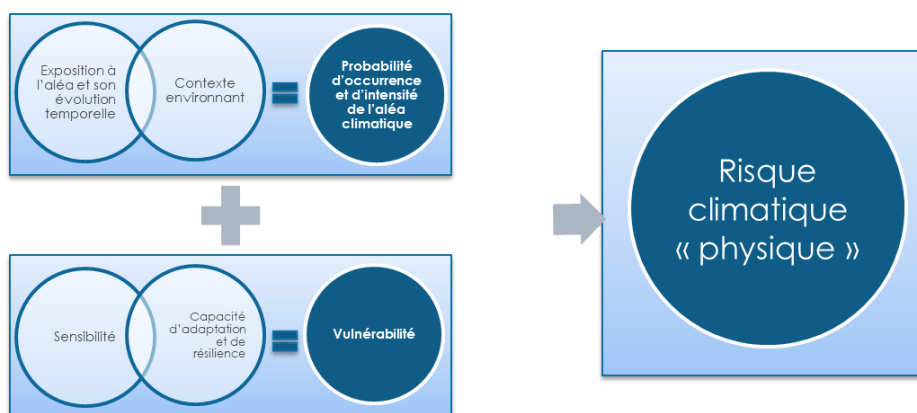 Exposition à
l'aléa et son
évolution
temporelle
Contexte
environnant
Probabilité
d'occurrence
et d'intensité
de l'aléa
climatique
Sensibilité
Capacité
d'adaptation
et de
résilience
Vulnérabilité
Risque
climatique
« physique »